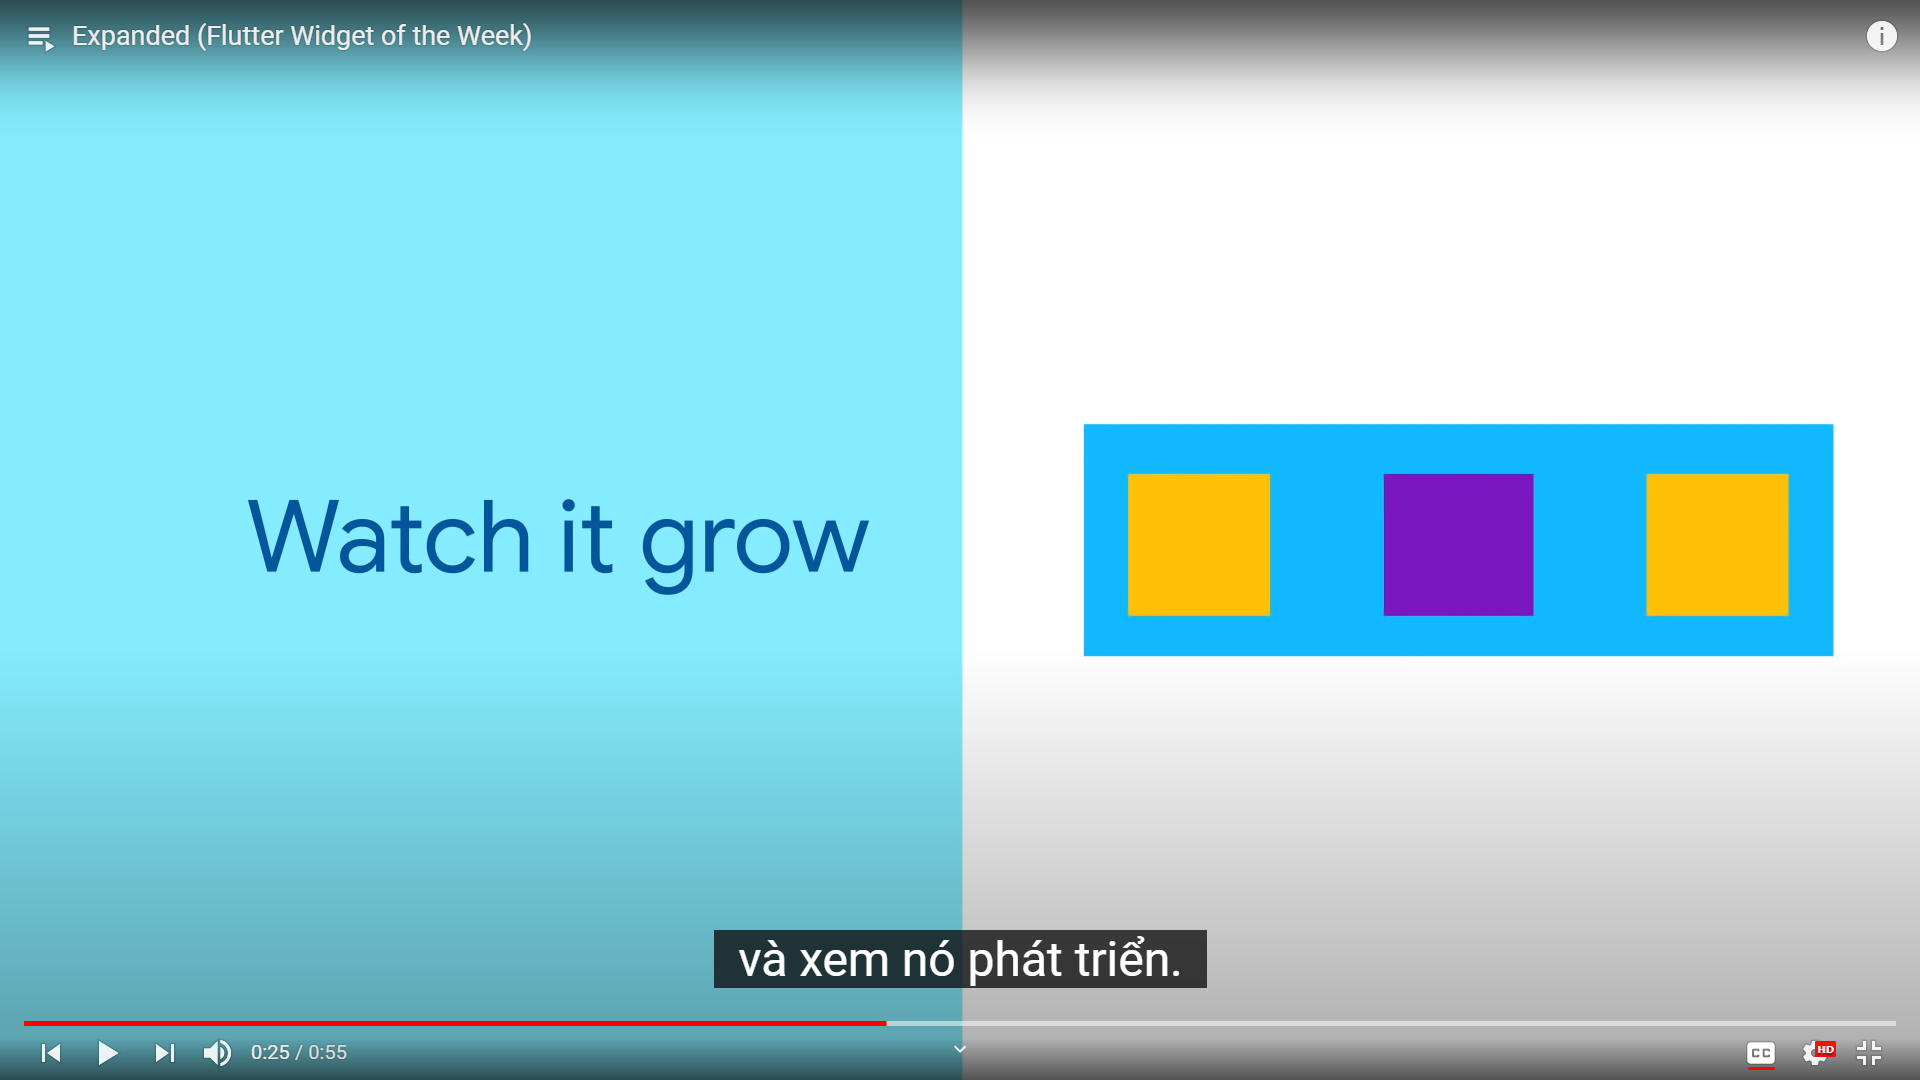 Expanded (Flutter Widget of the Week)
Watch it grow
và xem nó phát triển.
0:25 / 0:55
CC
HD